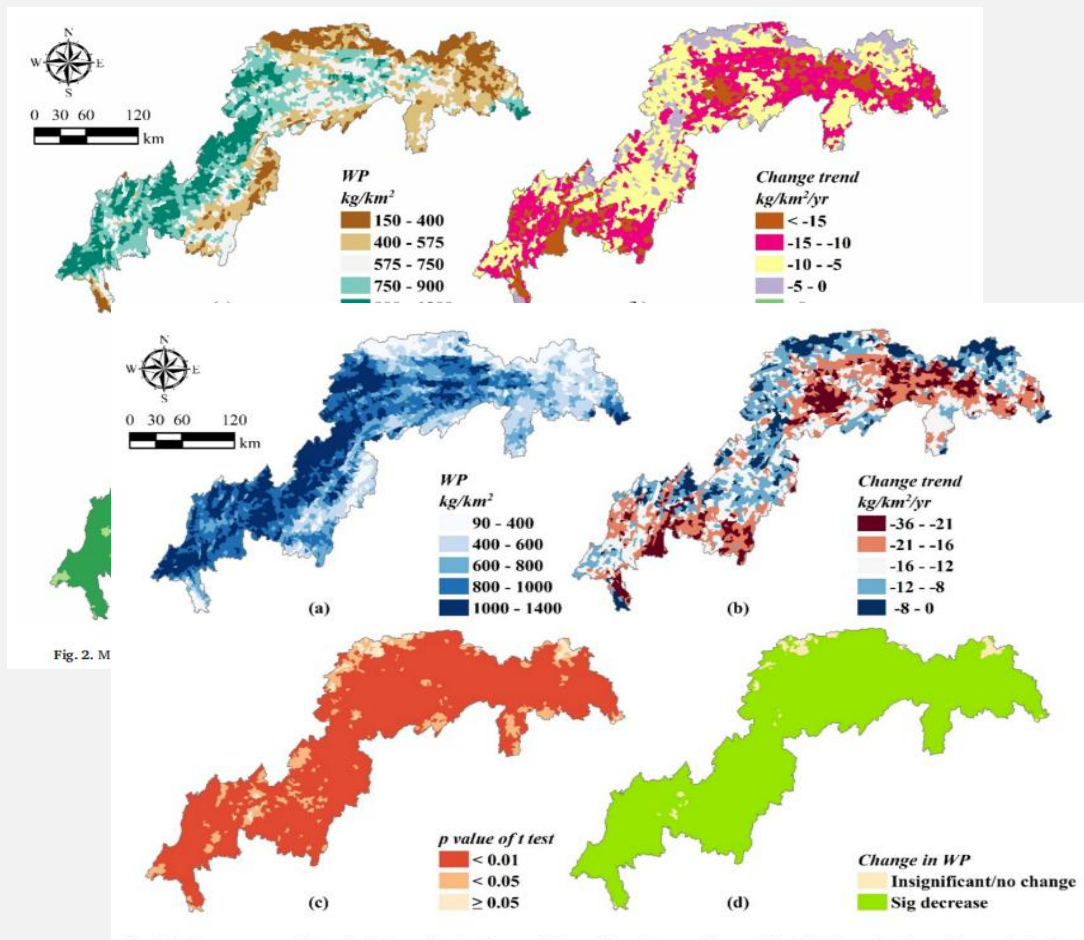 N
W E
S
0 30 60 120
km
WP
kg/km²
150 - 400
400 - 575
575 - 750
750 - 900
Change trend
kg/km²/yr
< -15
-15 - -10
-10 - -5
-5 - 0
N
W E
S
0 30 60 120
km
WP
kg/km²
90 - 400
400 - 600
600 - 800
800 - 1000
1000 - 1400
(a)
Change trend
kg/km²/yr
-36 - -21
-21 - -16
-16 - -12
-12 - -8
-8 - 0
(b)
Fig. 2. M
p value of t test
< 0.01
< 0.05
≥ 0.05
(c)
Change in WP
Insignificant/no change
Sig decrease
(d)